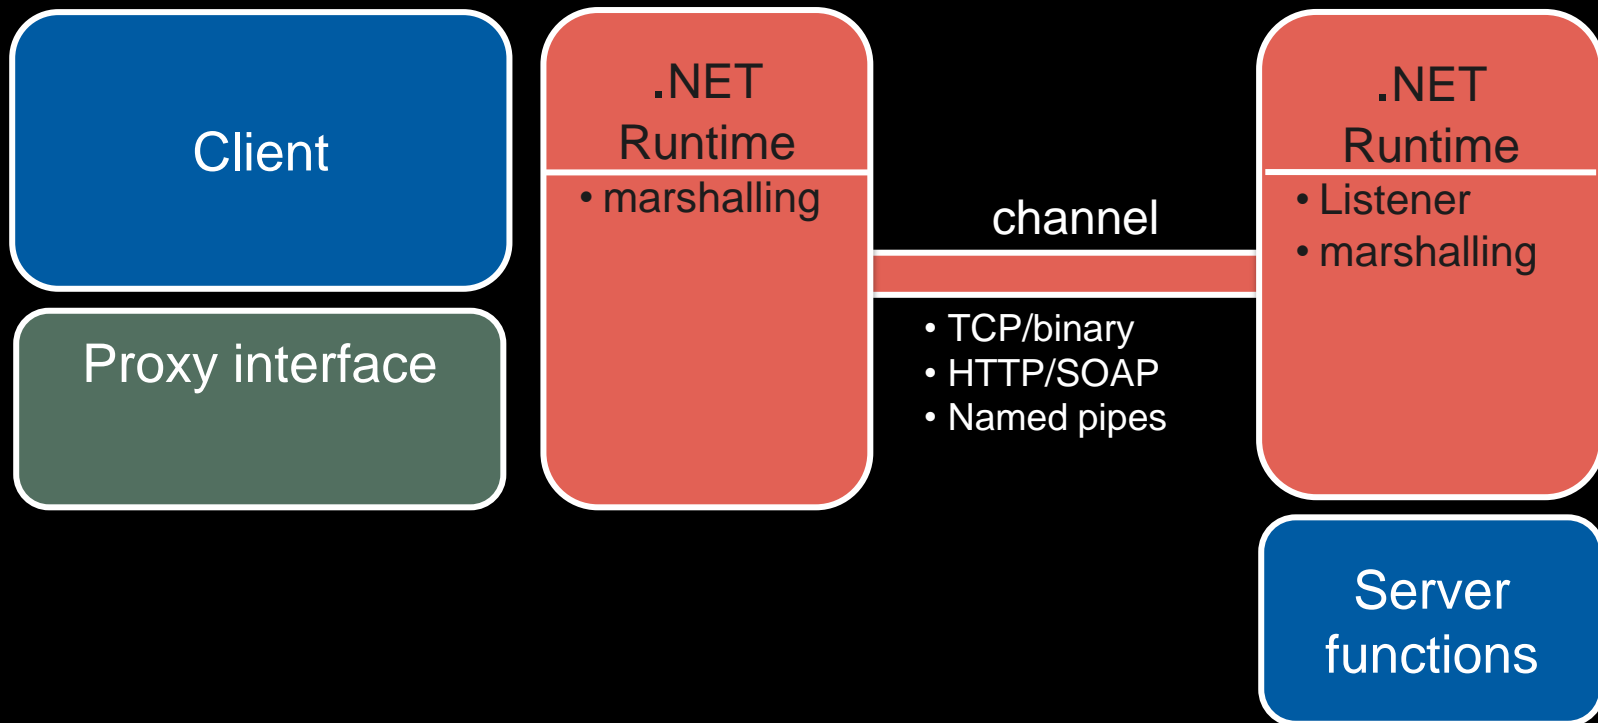 Client
Proxy interface
.NET
Runtime
• marshalling
channel
• TCP/binary
• HTTP/SOAP
• Named pipes
.NET
Runtime
• Listener
• marshalling
Server
functions